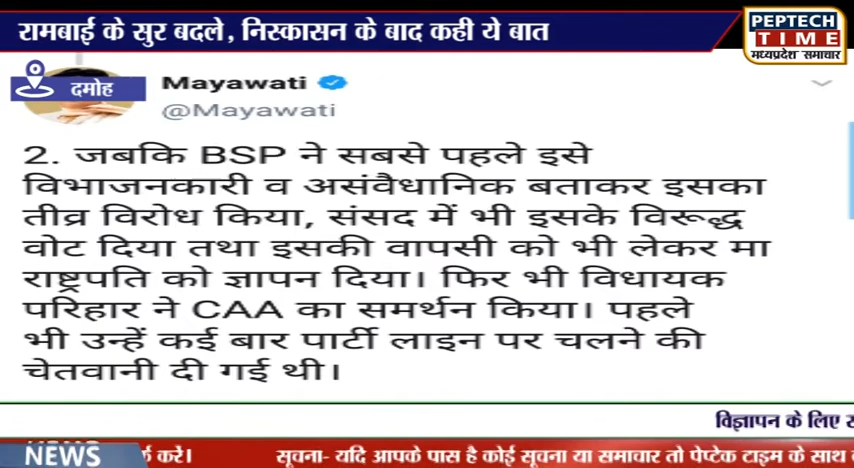 रामबाई के सुर बदले, निस्कासन के बाद कही ये बात
PEPTECH
TIME
मध्यप्रदेश समाचार
दमोह
Mayawati
@Mayawati
2. जबकि BSP ने सबसे पहले इसे
विभाजनकारी व असंवैधानिक बताकर इसका
तीव्र विरोध किया, संसद में भी इसके विरूद्ध
वोट दिया तथा इसकी वापसी को भी लेकर मा
राष्ट्रपति को ज्ञापन दिया। फिर भी विधायक
परिहार ने CAA का समर्थन किया। पहले
भी उन्हें कई बार पार्टी लाइन पर चलने की
चेतवानी दी गई थी।
विज्ञापन के लिए
NEWS
करें। सूचना- यदि आपके पास है कोई सूचना या समाचार तो पेप्टेक टाइम के साथ